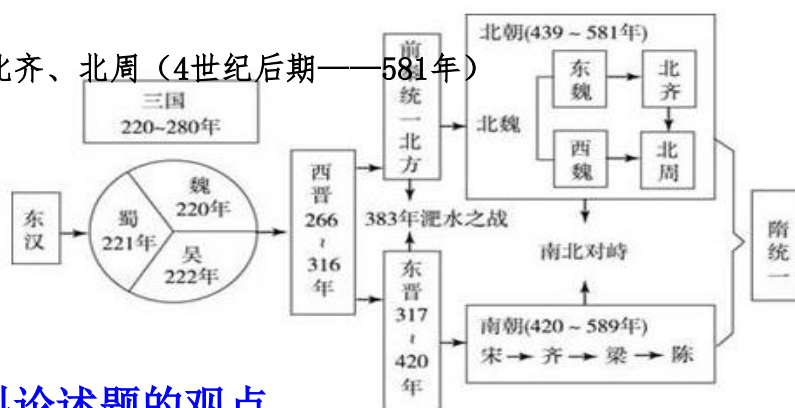 北齐、北周（4世纪后期——581年）
三国
220~280年
东汉
魏
220年
蜀
221年
吴
222年
西晋
266
~
316
年
前秦统一北方
383年淝水之战
东晋
317
~
420
年
北朝(439～581年)
北魏
东魏
北齐
西魏
北周
南北对峙
南朝(420～589年)
宋 齐 梁 陈
隋统一
论述题的观点